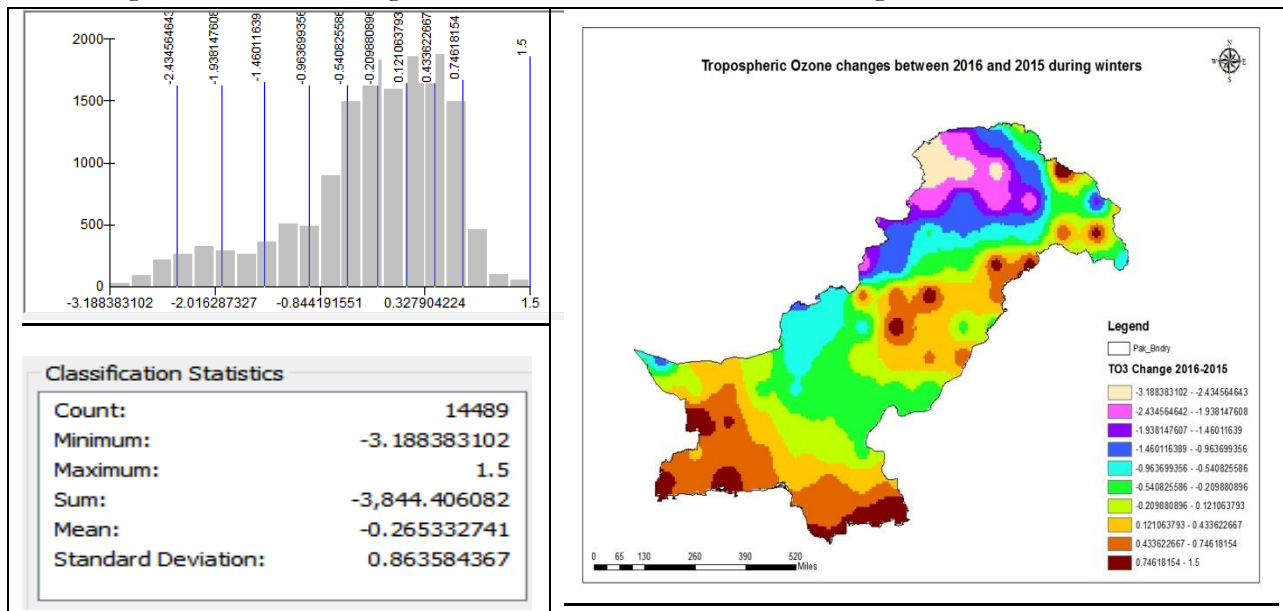 2000
1500
1000
500
0
-2.434564643
-1.938147608
-1.46011639
-0.963699356
-0.540825586
-0.209880896
0.121063793
0.433622667
0.74618154
1.5
-3.188383102 -2.016287327 -0.844191551 0.327904224 1.5
Classification Statistics
Count: 14489
Minimum: -3.188383102
Maximum: 1.5
Sum: -3,844.406082
Mean: -0.265332741
Standard Deviation: 0.863584367
Tropospheric Ozone changes between 2016 and 2015 during winters
N
W E
S
Legend
Pak_Bndry
TO3 Change 2016-2015
-3.188383102 - -2.434564643
-2.434564642 - -1.938147608
-1.938147607 - -1.46011639
-1.460116389 - -0.963699356
-0.963699356 - -0.540825586
-0.540825586 - -0.209880896
-0.209880896 - 0.121063793
0.121063793 - 0.433622667
0.433622667 - 0.74618154
0.74618154 - 1.5
0 65 130 260 390 520
Miles